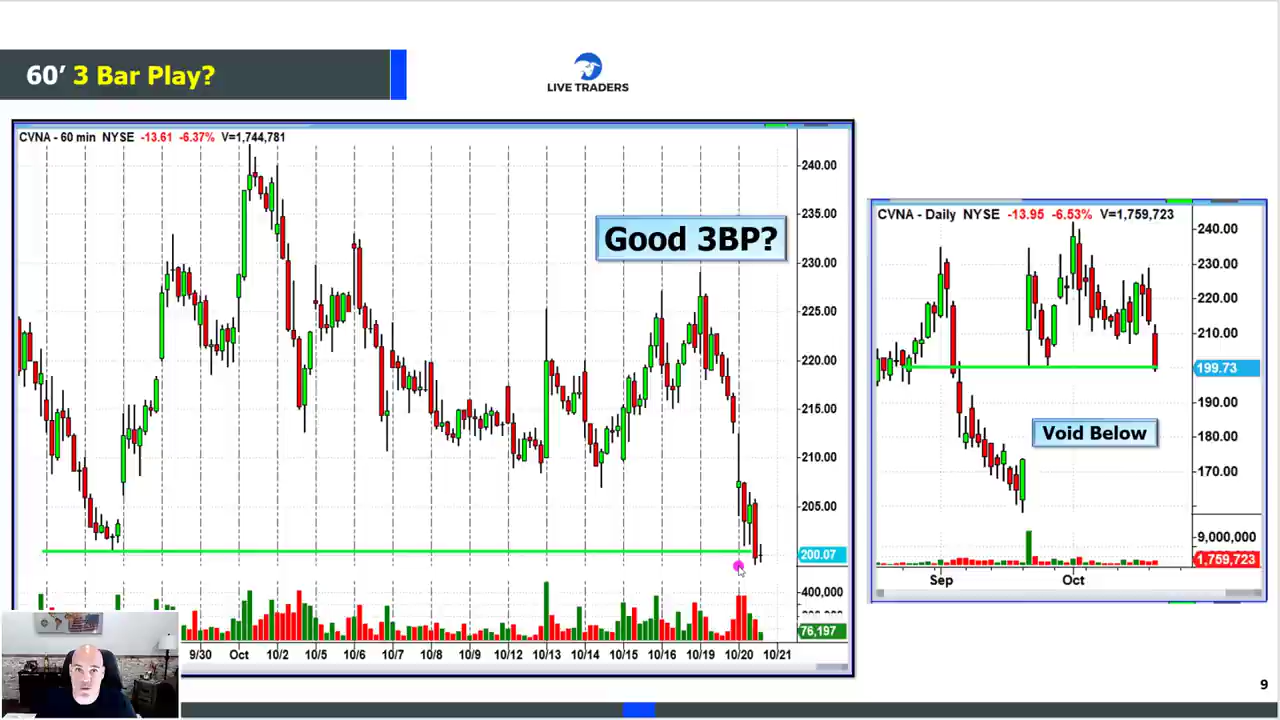 60’ 3 Bar Play?
LIVE TRADERS
CVNA - 60 min NYSE -13.61 -6.37% V=1,744,781
Good 3BP?
240.00
235.00
230.00
225.00
220.00
215.00
210.00
205.00
200.07
400,000
76,197
9/30 Oct 10/2 10/5 10/6 10/7 10/8 10/9 10/12 10/13 10/14 10/15 10/16 10/19 10/20 10/21
CVNA - Daily NYSE -13.95 -6.53% V=1,759,723
240.00
230.00
220.00
210.00
199.73
190.00
180.00
170.00
Void Below
9,000,000
1,759,723
Sep Oct
9